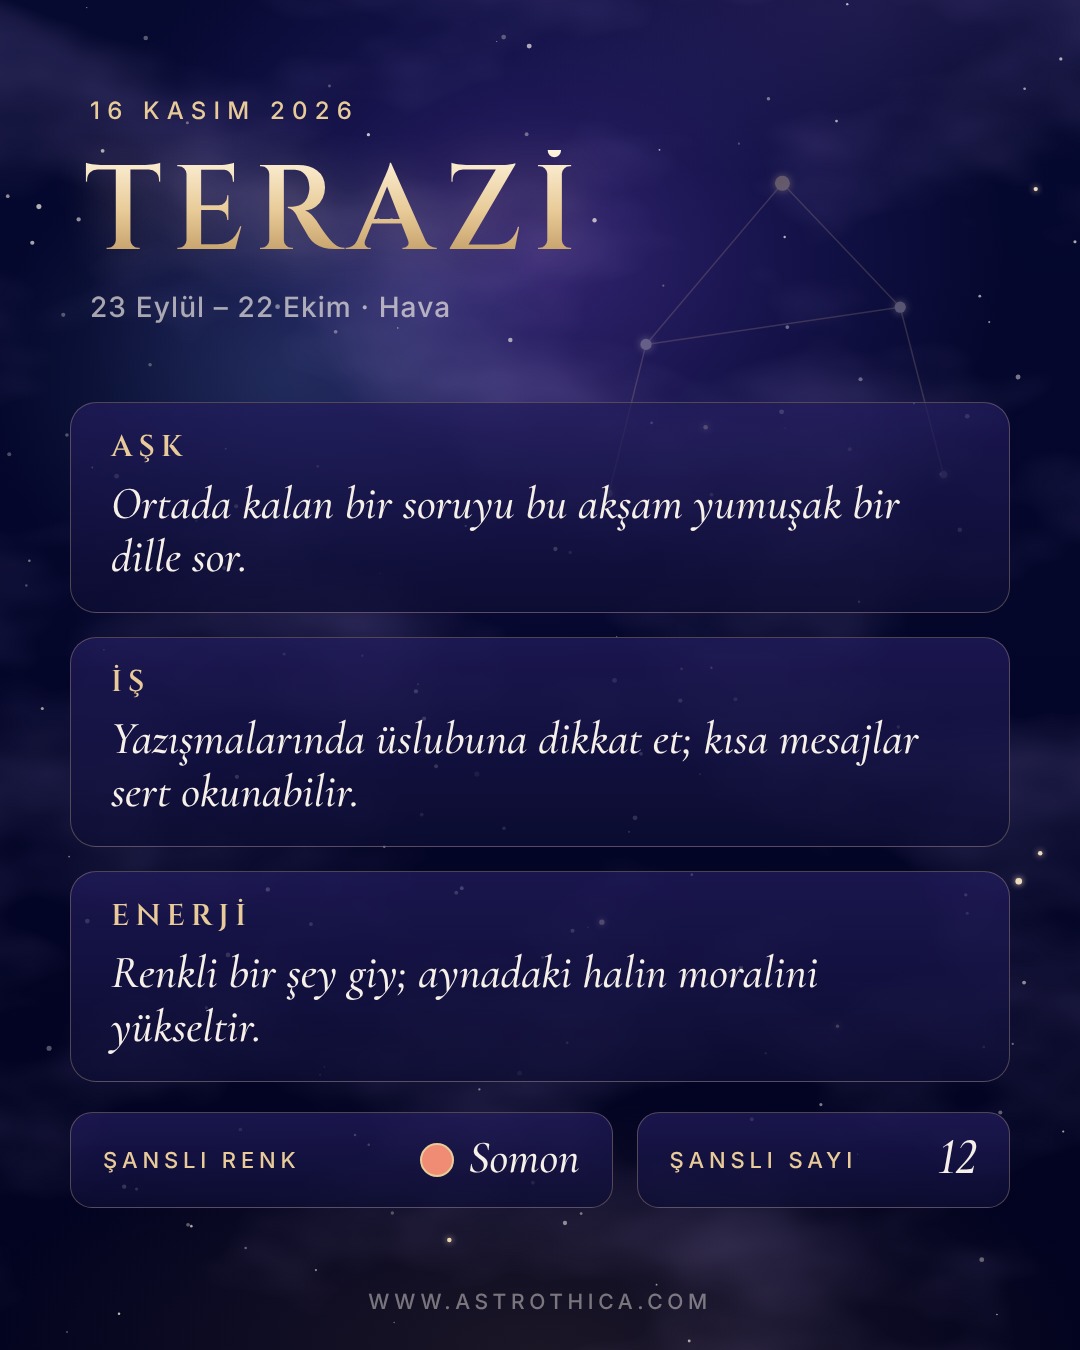 16 KASIM 2026
TERAZİ
23 Eylül – 22 Ekim · Hava
AŞK
Ortada kalan bir soruyu bu akşam yumuşak bir
dille sor.
İŞ
Yazışmalarında üslubuna dikkat et; kısa mesajlar
sert okunabilir.
ENERJİ
Renkli bir şey giy; aynadaki halin moralini
yükseltir.
ŞANSLI RENK
Somon
ŞANSLI SAYI
12
WWW.ASTROTHICA.COM